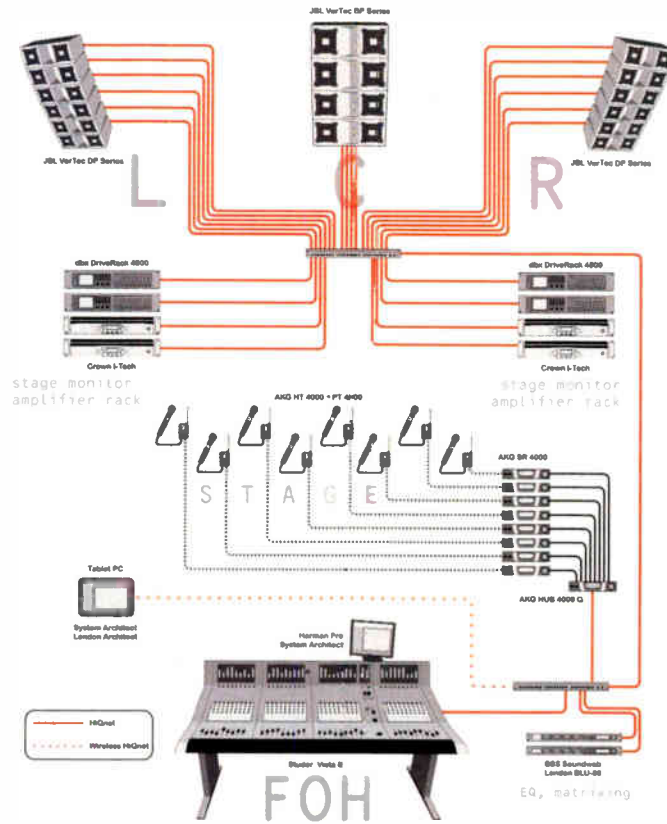 JBL VerTec DP Series
JBL VerTec DP Series
JBL VerTec DP Series
L
C
R
dbx DriveRack 4800
dbx DriveRack 4800
Crown I-Tech
Crown I-Tech
stage monitor
amplifier rack
stage monitor
amplifier rack
AKG HT 4000 + PT 4000
AKG SR 4000
STAGE
AKG HUB 4000 Q
Tablet PC
System Architect
London Architect
Harman Pro
System Architect
HiQnet
Wireless HiQnet
Studer Vista
BSS Soundweb
London BLU-80
EQ, matrixing
FOH